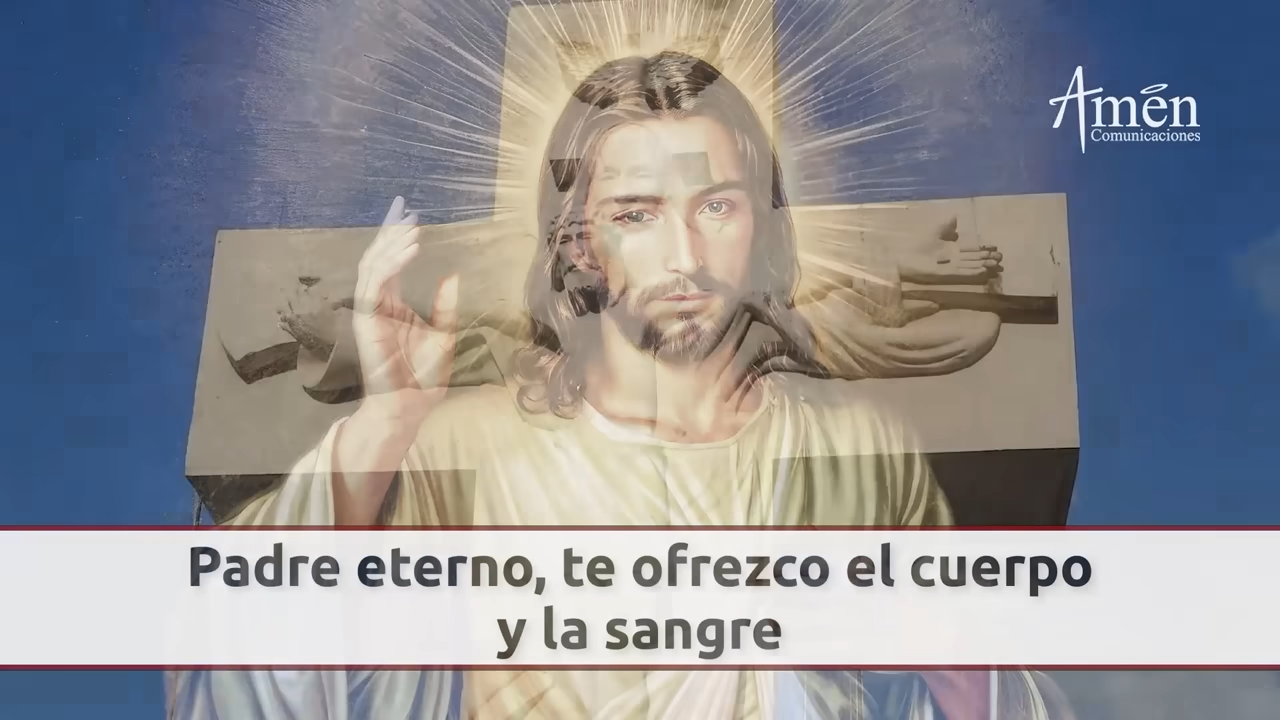 Amén
Comunicaciones
Padre eterno, te ofrezco el cuerpo
y la sangre